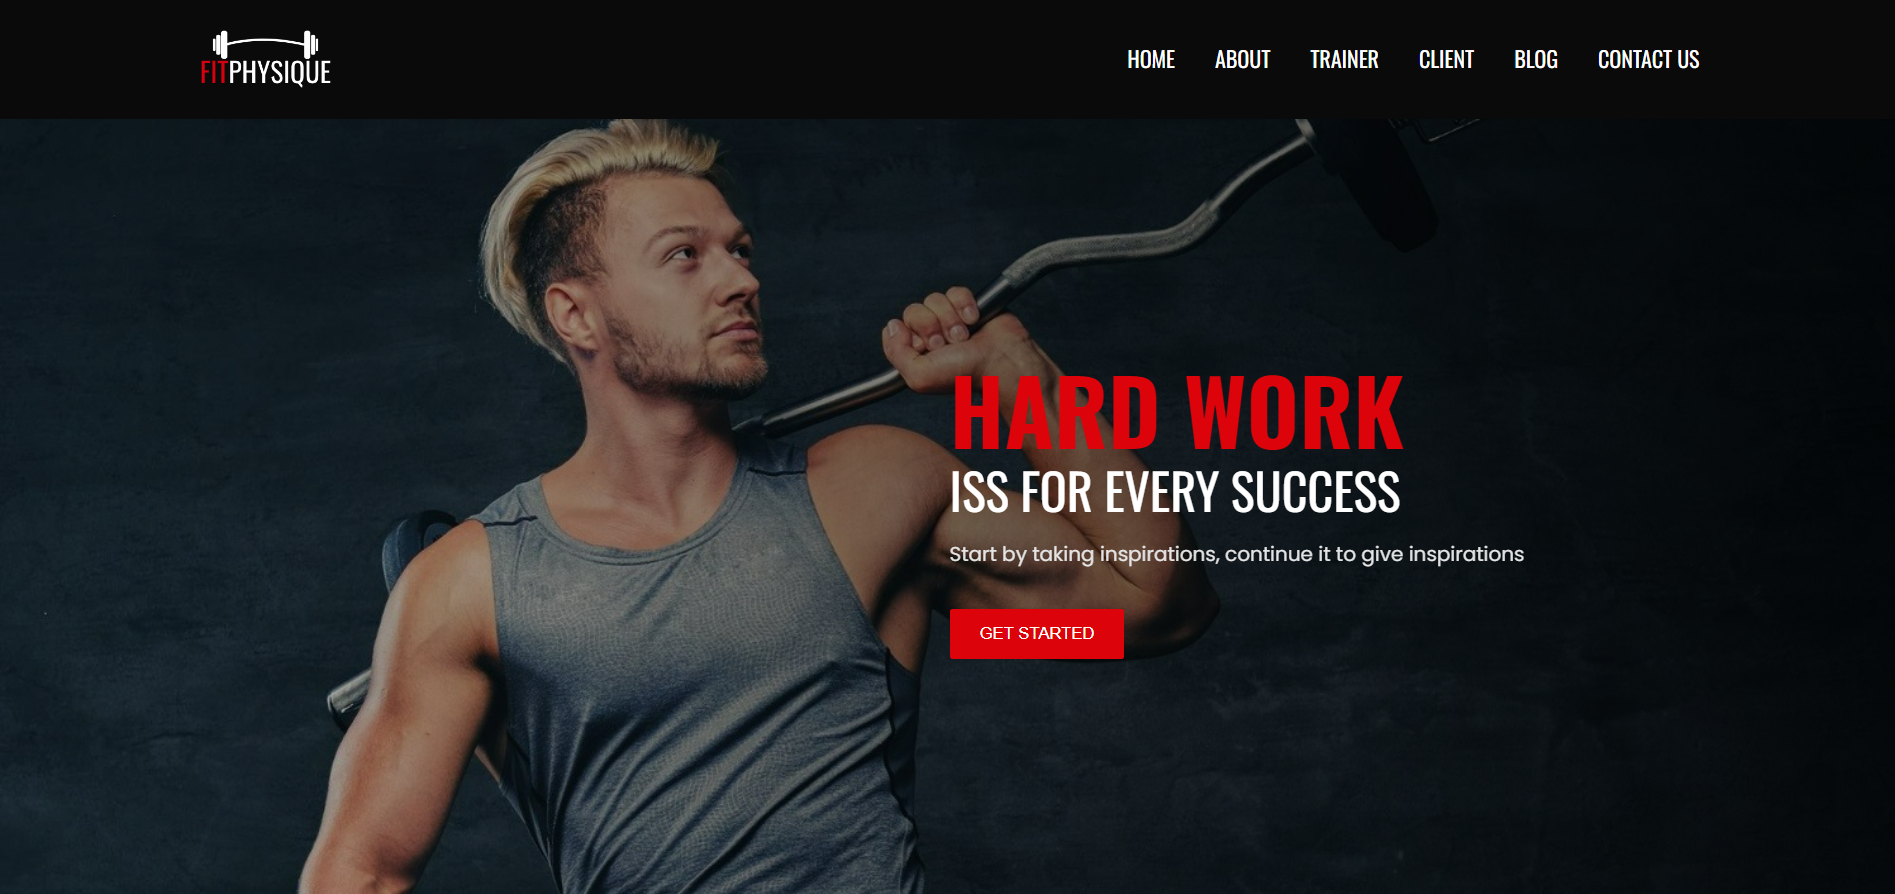 FITPHYSIQUE
HOME ABOUT TRAINER CLIENT BLOG CONTACT US
HARD WORK
ISS FOR EVERY SUCCESS
Start by taking inspirations, continue it to give inspirations
GET STARTED